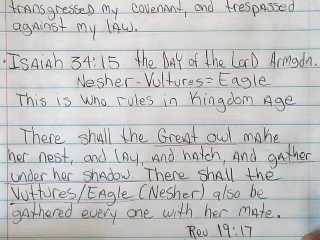 transgressed my covenant, and trespassed
against my law.
• Isaiah 34:15 the DAY of the LorD Armgdn.
Nesher-Vultures = Eagle
This is who rules in Kingdom Age
There shall the Great owl make
her nest, and lay, and hatch, and gather
under her shadow. There shall the
Vultures/Eagle (Nesher) also be
gathered every one with her mate.
Rev 19:17